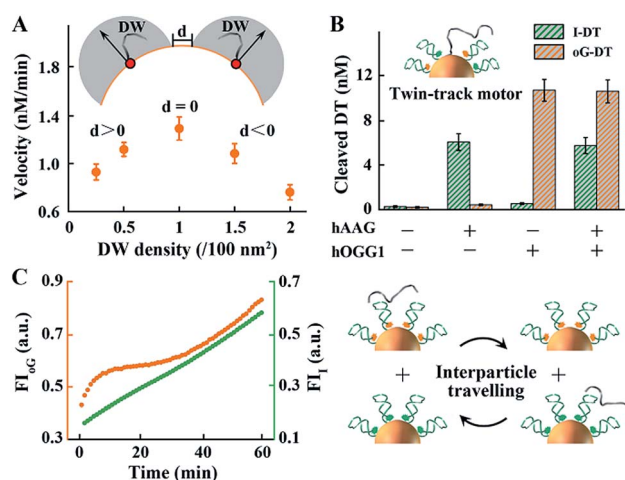 A
DW
d
DW
Velocity (nM/min)
1.8
1.4
1.0
0.6
d>0
d=0
d<0
0
0.5
1
1.5
2
DW density (/100 nm²)
B
I-DT
oG-DT
Twin-track motor
Cleaved DT (nM)
12
6
0
hAAG − + − +
hOGG1 − − + +
C
FIoG (a.u.)
0.9
0.7
0.5
0.3
FII (a.u.)
0.7
0.5
0.3
0.1
0
20
40
60
Time (min)
+ Interparticle travelling +